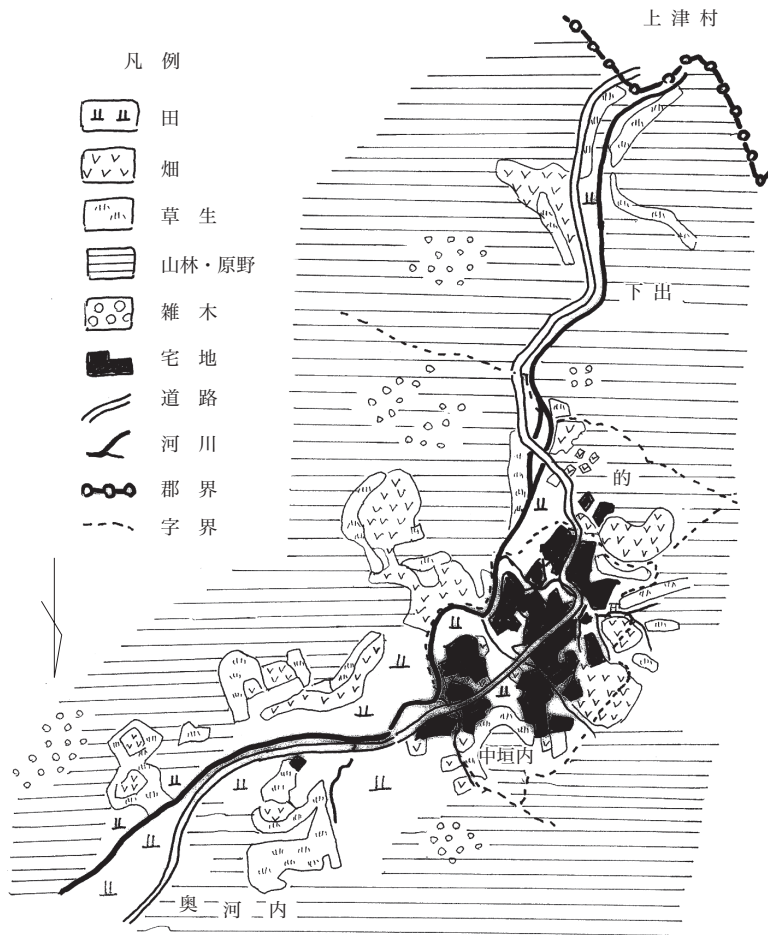 上津村
凡 例
田
畑
草 生
山林・原野
雑 木
宅 地
道 路
河 川
郡 界
字 界
下出
的
中垣内
奥河内